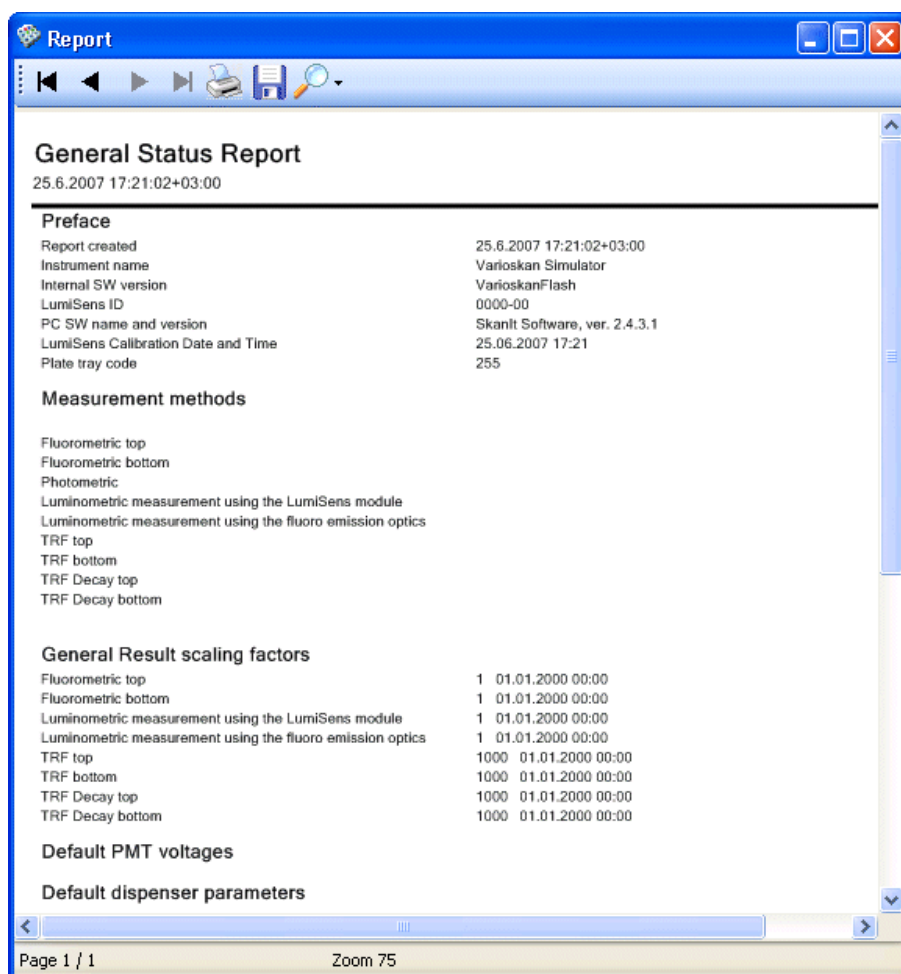 Report
General Status Report
25.6.2007 17:21:02+03:00
Preface
Report created 25.6.2007 17:21:02+03:00
Instrument name Varioskan Simulator
Internal SW version VarioskanFlash
LumiSens ID 0000-00
PC SW name and version SkanIt Software, ver. 2.4.3.1
LumiSens Calibration Date and Time 25.06.2007 17:21
Plate tray code 255
Measurement methods
Fluorometric top
Fluorometric bottom
Photometric
Luminometric measurement using the LumiSens module
Luminometric measurement using the fluoro emission optics
TRF top
TRF bottom
TRF Decay top
TRF Decay bottom
General Result scaling factors
Fluorometric top 1 01.01.2000 00:00
Fluorometric bottom 1 01.01.2000 00:00
Luminometric measurement using the LumiSens module 1 01.01.2000 00:00
Luminometric measurement using the fluoro emission optics 1 01.01.2000 00:00
TRF top 1000 01.01.2000 00:00
TRF bottom 1000 01.01.2000 00:00
TRF Decay top 1000 01.01.2000 00:00
TRF Decay bottom 1000 01.01.2000 00:00
Default PMT voltages
Default dispenser parameters
Page 1 / 1 Zoom 75